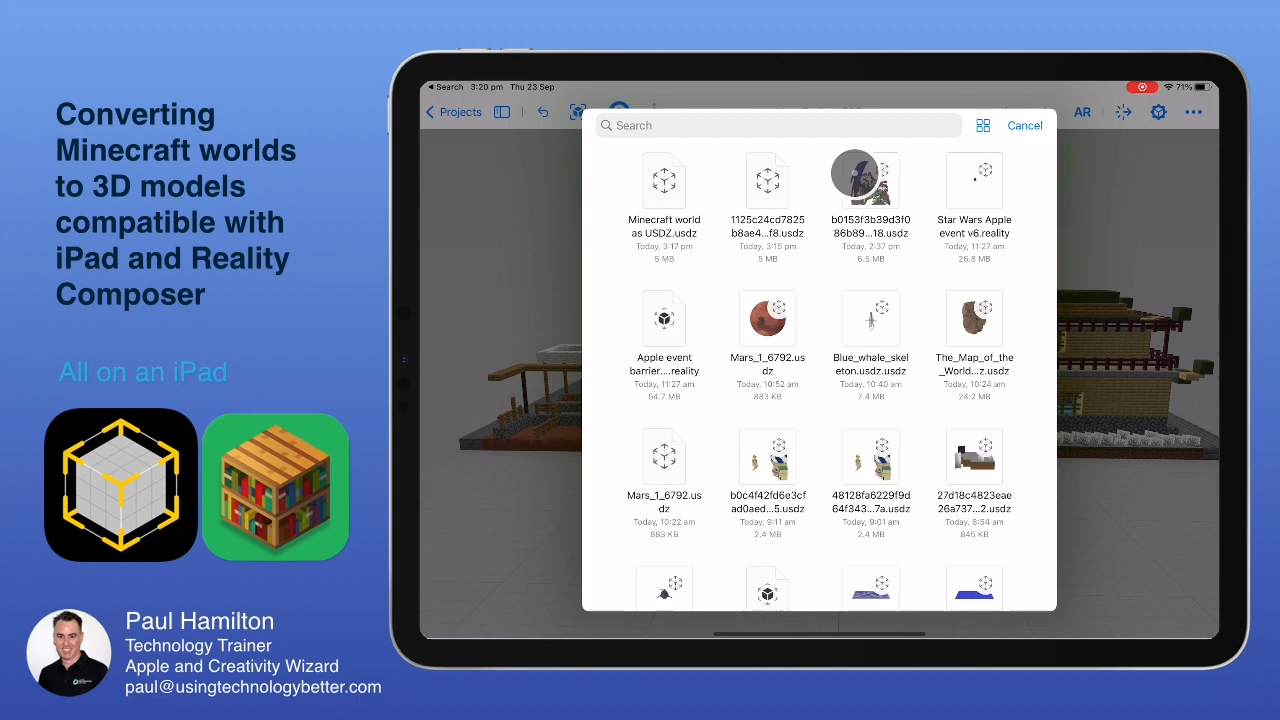 Converting
Minecraft worlds
to 3D models
compatible with
iPad and Reality
Composer
All on an iPad
Paul Hamilton
Technology Trainer
Apple and Creativity Wizard
paul@usingtechnologybetter.com
Search 3:20 pm Thu 23 Sep
71%
Projects
AR
Search
Cancel
Minecraft world
as USDZ.usdz
Today, 3:17 pm
5 MB
1125c24cd7825
b8ae4...f8.usdz
Today, 3:15 pm
5 MB
b0153f3b39d3f0
86b89...18.usdz
Today, 2:37 pm
6.5 MB
Star Wars Apple
event v6.reality
Today, 11:27 am
26.8 MB
Apple event
barrier....reality
Today, 11:27 am
54.7 MB
Mars_1_6792.us
dz
Today, 10:52 am
883 KB
Blue_whale_skel
eton.usdz.usdz
Today, 10:40 am
7.4 MB
The_Map_of_the
_World...z.usdz
Today, 10:24 am
24.2 MB
Mars_1_6792.us
dz
Today, 10:22 am
883 KB
b0c4f42fd6e3cf
ad0aed...5.usdz
Today, 9:11 am
2.4 MB
48128fa6229f9d
64f343...7a.usdz
Today, 9:01 am
2.4 MB
27d18c4823eae
26a737...2.usdz
Today, 8:54 am
845 KB